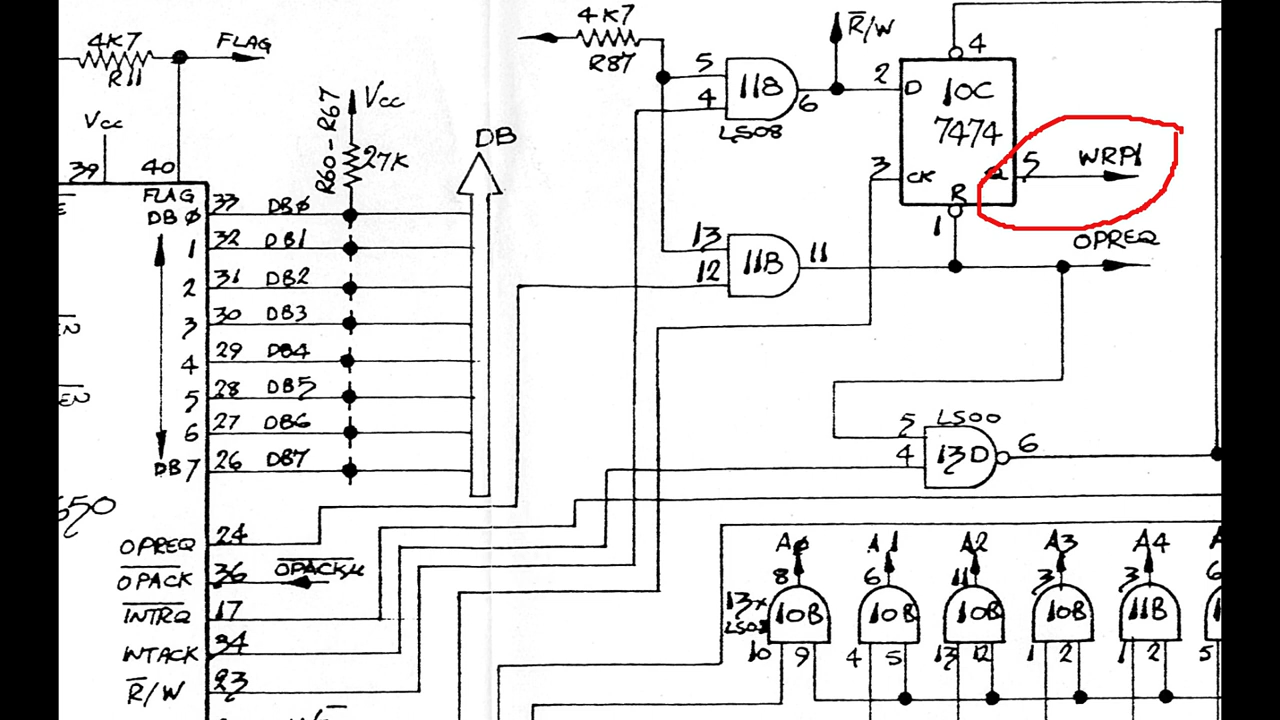 4K7
R11
FLAG
Vcc
39
40
FLAG
R60-R67
Vcc
27K
DB
DBØ
33
DBØ
1
32
DB1
2
31
DB2
3
30
DB3
4
29
DB4
5
28
DB5
6
27
DB6
DB7
26
DB7
OPREQ
24
OPACK
36
OPACKμ
INTRQ
17
INTACK
34
R/W
23
4K7
R87
5
4
11B
6
LS08
R/W
2
D
10C
7474
4
3
CK
Q
5
WRP1
R
1
13
12
11B
11
OPREQ
LS00
5
4
13D
6
AØ
A1
A2
A3
A4
8
6
11
3
3
6
13x
LS08
10B
10B
10B
10B
11B
10
9
4
5
13
12
1
2
1
2
5